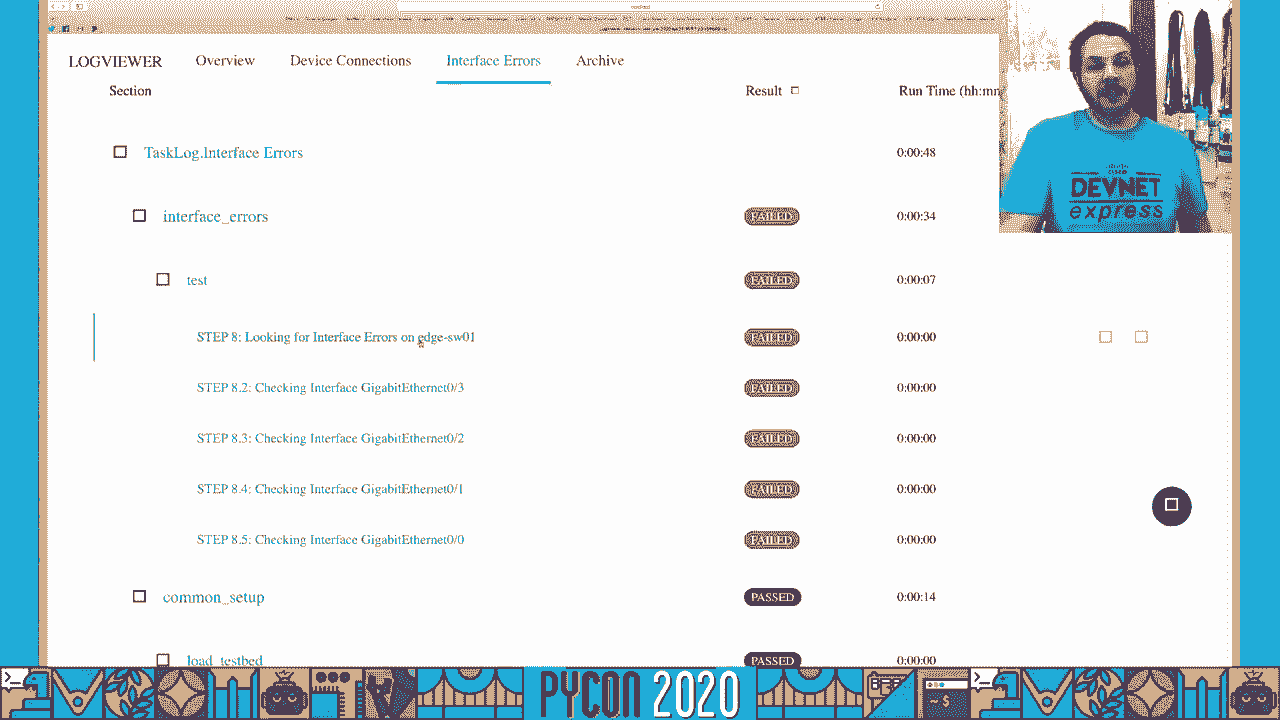 LOGVIEWER Overview Device Connections Interface Errors Archive
Section Result Run Time (hh:mm
TaskLog.Interface Errors 0:00:48
interface_errors FAILED 0:00:34
test FAILED 0:00:07
STEP 8: Looking for Interface Errors on edge-sw01 FAILED 0:00:00
STEP 8.2: Checking Interface GigabitEthernet0/3 FAILED 0:00:00
STEP 8.3: Checking Interface GigabitEthernet0/2 FAILED 0:00:00
STEP 8.4: Checking Interface GigabitEthernet0/1 FAILED 0:00:00
STEP 8.5: Checking Interface GigabitEthernet0/0 FAILED 0:00:00
common_setup PASSED 0:00:14
load_testbed PASSED 0:00:00
DEVNET
express
PYCON 2020